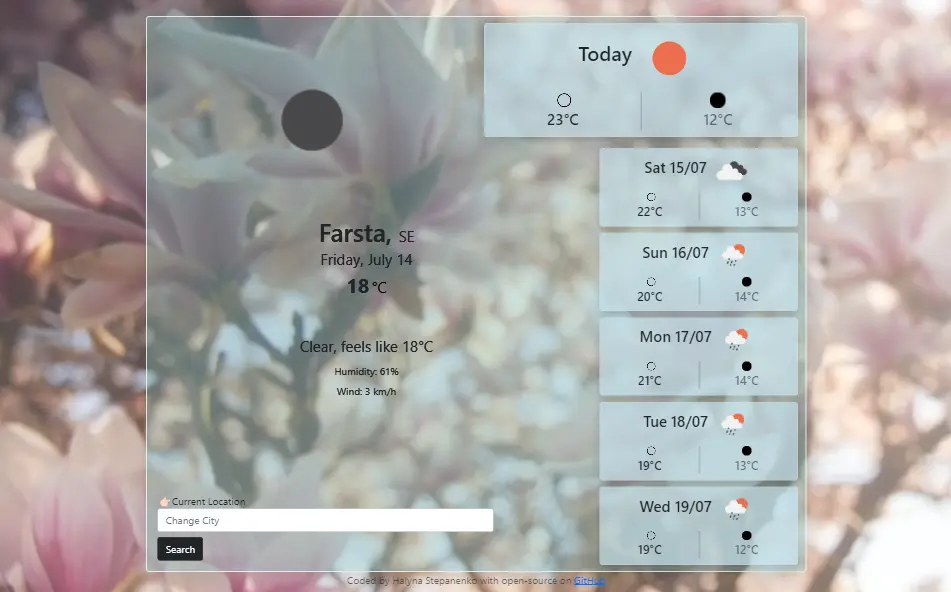 Farsta, SE
Friday, July 14
18°C
Clear, feels like 18°C
Humidity: 61%
Wind: 3 km/h
Current Location
Change City
Search
Today
23°C 12°C
Sat 15/07
22°C 13°C
Sun 16/07
20°C 14°C
Mon 17/07
21°C 14°C
Tue 18/07
19°C 13°C
Wed 19/07
19°C 12°C
Coded by Halyna Stepanenko with open-source on GitHub